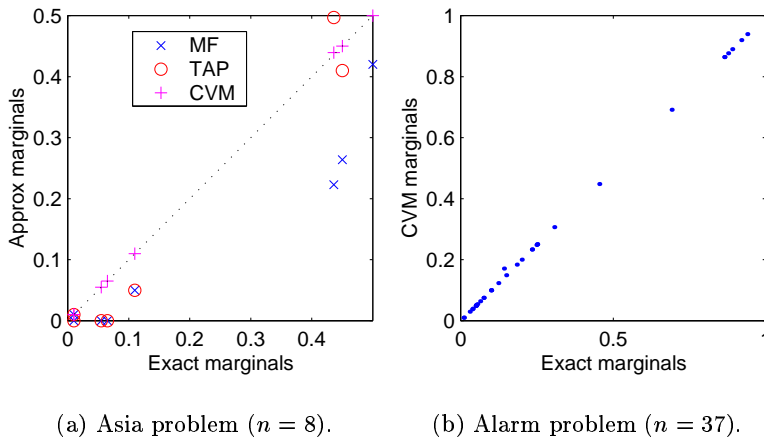 0.5
0.4
0.3
0.2
0.1
0
Approx marginals
MF
TAP
CVM
0 0.1 0.2 0.3 0.4
Exact marginals
1
0.8
0.6
0.4
0.2
0
CVM marginals
0 0.5 1
Exact marginals
(a) Asia problem (n = 8).
(b) Alarm problem (n = 37).